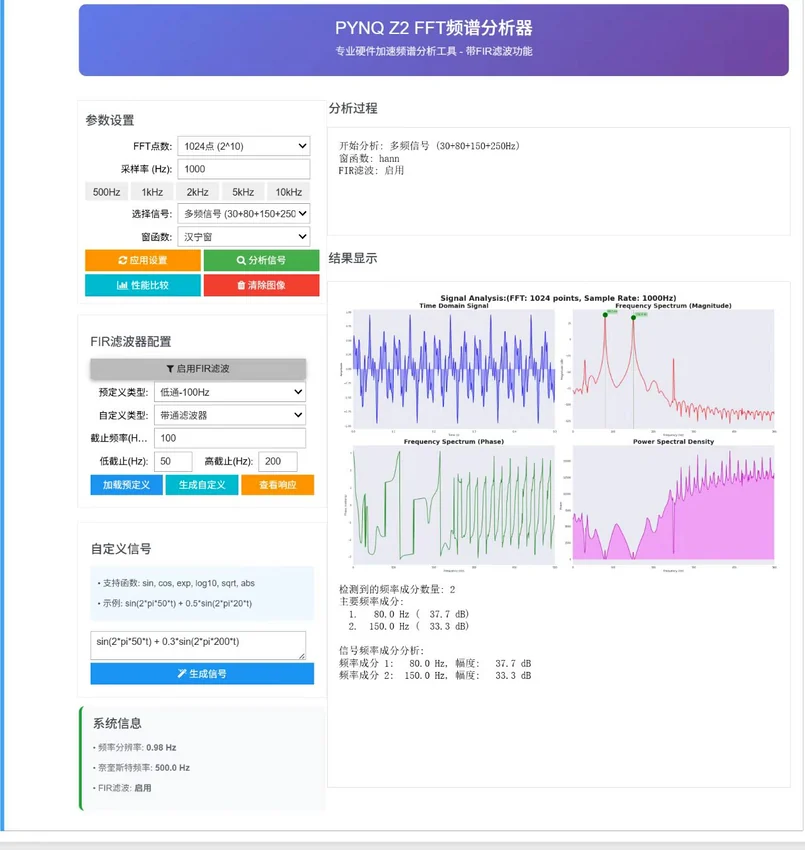 PYNQ Z2 FFT频谱分析器
专业硬件加速频谱分析工具 - 带FIR滤波功能
参数设置
FFT点数: 1024点 (2^10)
采样率 (Hz): 1000
500Hz 1kHz 2kHz 5kHz 10kHz
选择信号: 多频信号 (30+80+150+250
窗函数: 汉宁窗
应用设置 分析信号
性能比较 清除图像
FIR滤波器配置
启用FIR滤波
预定义类型: 低通-100Hz
自定义类型: 带通滤波器
截止频率(H... 100
低截止(Hz): 50 高截止(Hz): 200
加载预定义 生成自定义 查看响应
自定义信号
• 支持函数: sin, cos, exp, log10, sqrt, abs
• 示例: sin(2*pi*50*t) + 0.5*sin(2*pi*20*t)
sin(2*pi*50*t) + 0.3*sin(2*pi*200*t)
生成信号
系统信息
• 频率分辨率: 0.98 Hz
• 奈奎斯特频率: 500.0 Hz
• FIR滤波: 启用
分析过程
开始分析: 多频信号 (30+80+150+250Hz)
窗函数: hann
FIR滤波: 启用
结果显示
Signal Analysis:(FFT: 1024 points, Sample Rate: 1000Hz)
Time Domain Signal
Frequency Spectrum (Magnitude)
Frequency Spectrum (Phase)
Power Spectral Density
检测到的频率成分数量: 2
主要频率成分:
1. 80.0 Hz ( 37.7 dB)
2. 150.0 Hz ( 33.3 dB)
信号频率成分分析:
频率成分 1: 80.0 Hz, 幅度: 37.7 dB
频率成分 2: 150.0 Hz, 幅度: 33.3 dB